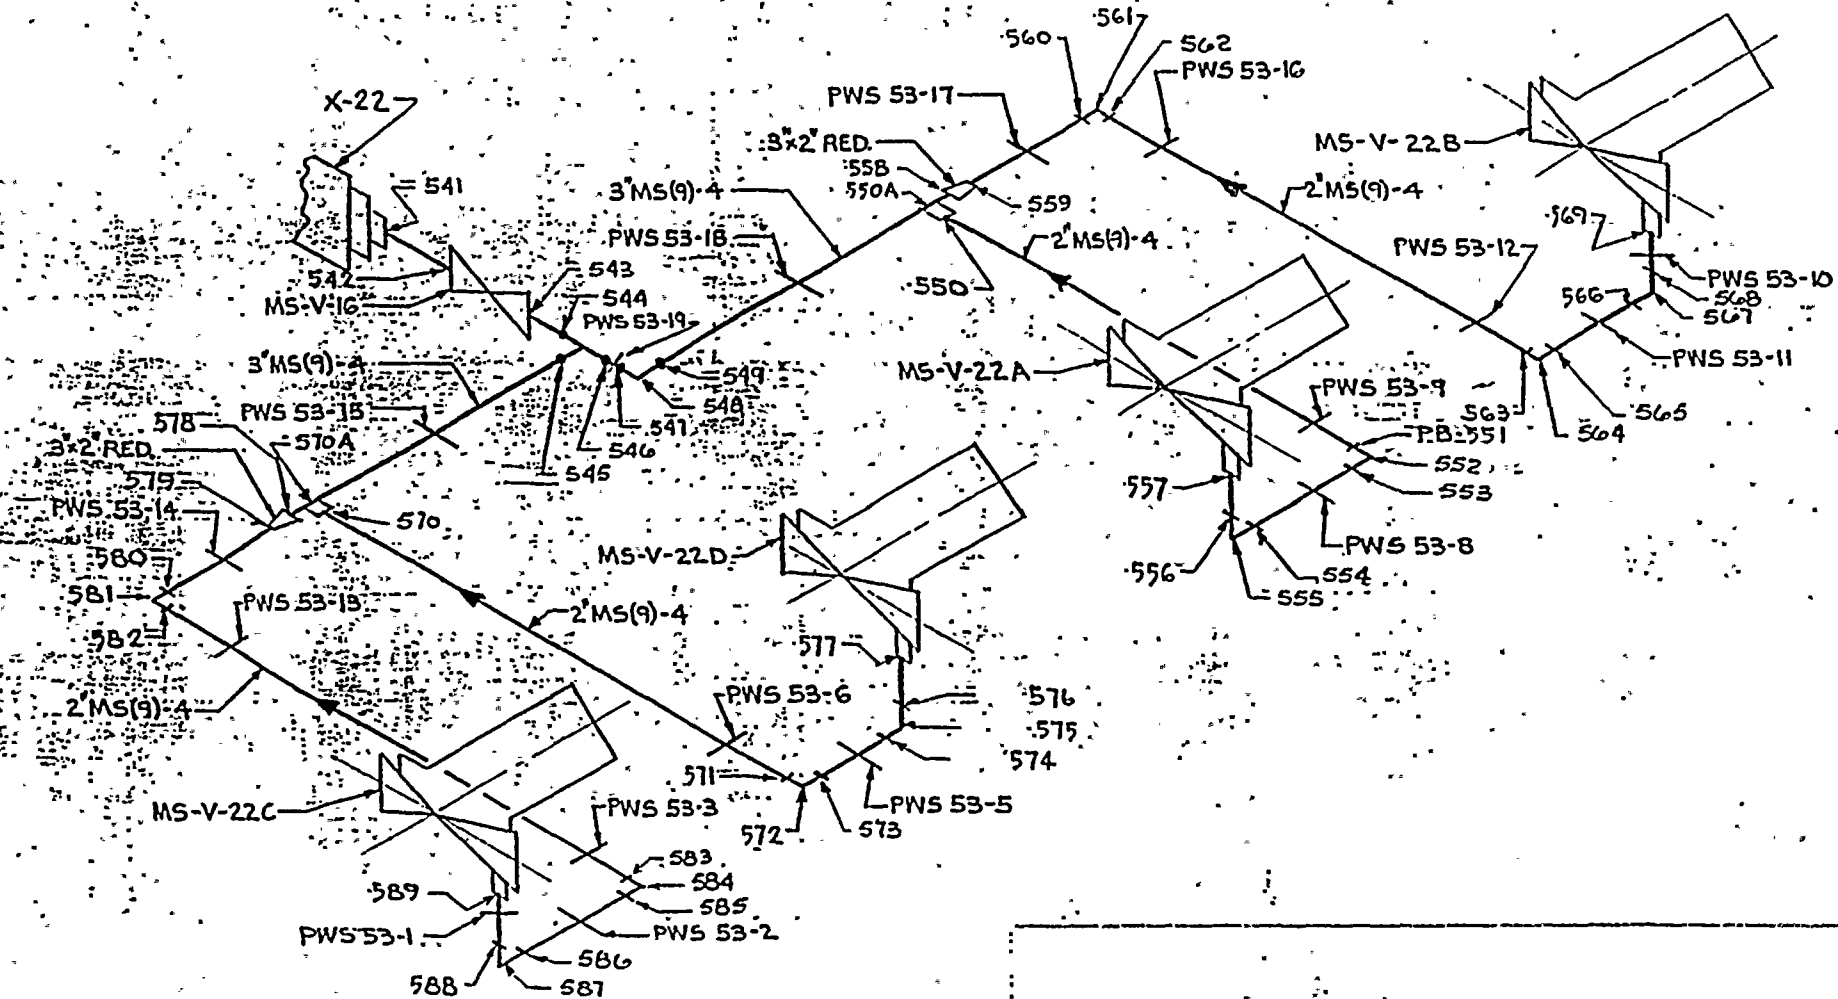 561
560
562
PWS 53-16
X-22
PWS 53-17
3"x2" RED.
MS-V-22B
558
541
3"MS(9)-4
550A
559
2"MS(9)-4
569
PWS 53-18
2"MS(9)-4
PWS 53-12
542
543
PWS 53-10
MS-V-16
544
550
566
568
567
PWS 53-19
3"MS(9)-4
MS-V-22A
549
PWS 53-11
548
PWS 53-9
578
PWS 53-15
547
563
565
570A
546
P.B-551
564
3"x2" RED.
545
552
579
557
553
PWS 53-14
570
MS-V-22D
PWS 53-8
580
556
554
581
PWS 53-13
2"MS(9)-4
555
582
577
2"MS(9)-4
PWS 53-6
576
575
571
574
MS-V-22C
PWS 53-3
PWS 53-5
572
573
583
589
584
585
PWS 53-1
PWS 53-2
586
588
587